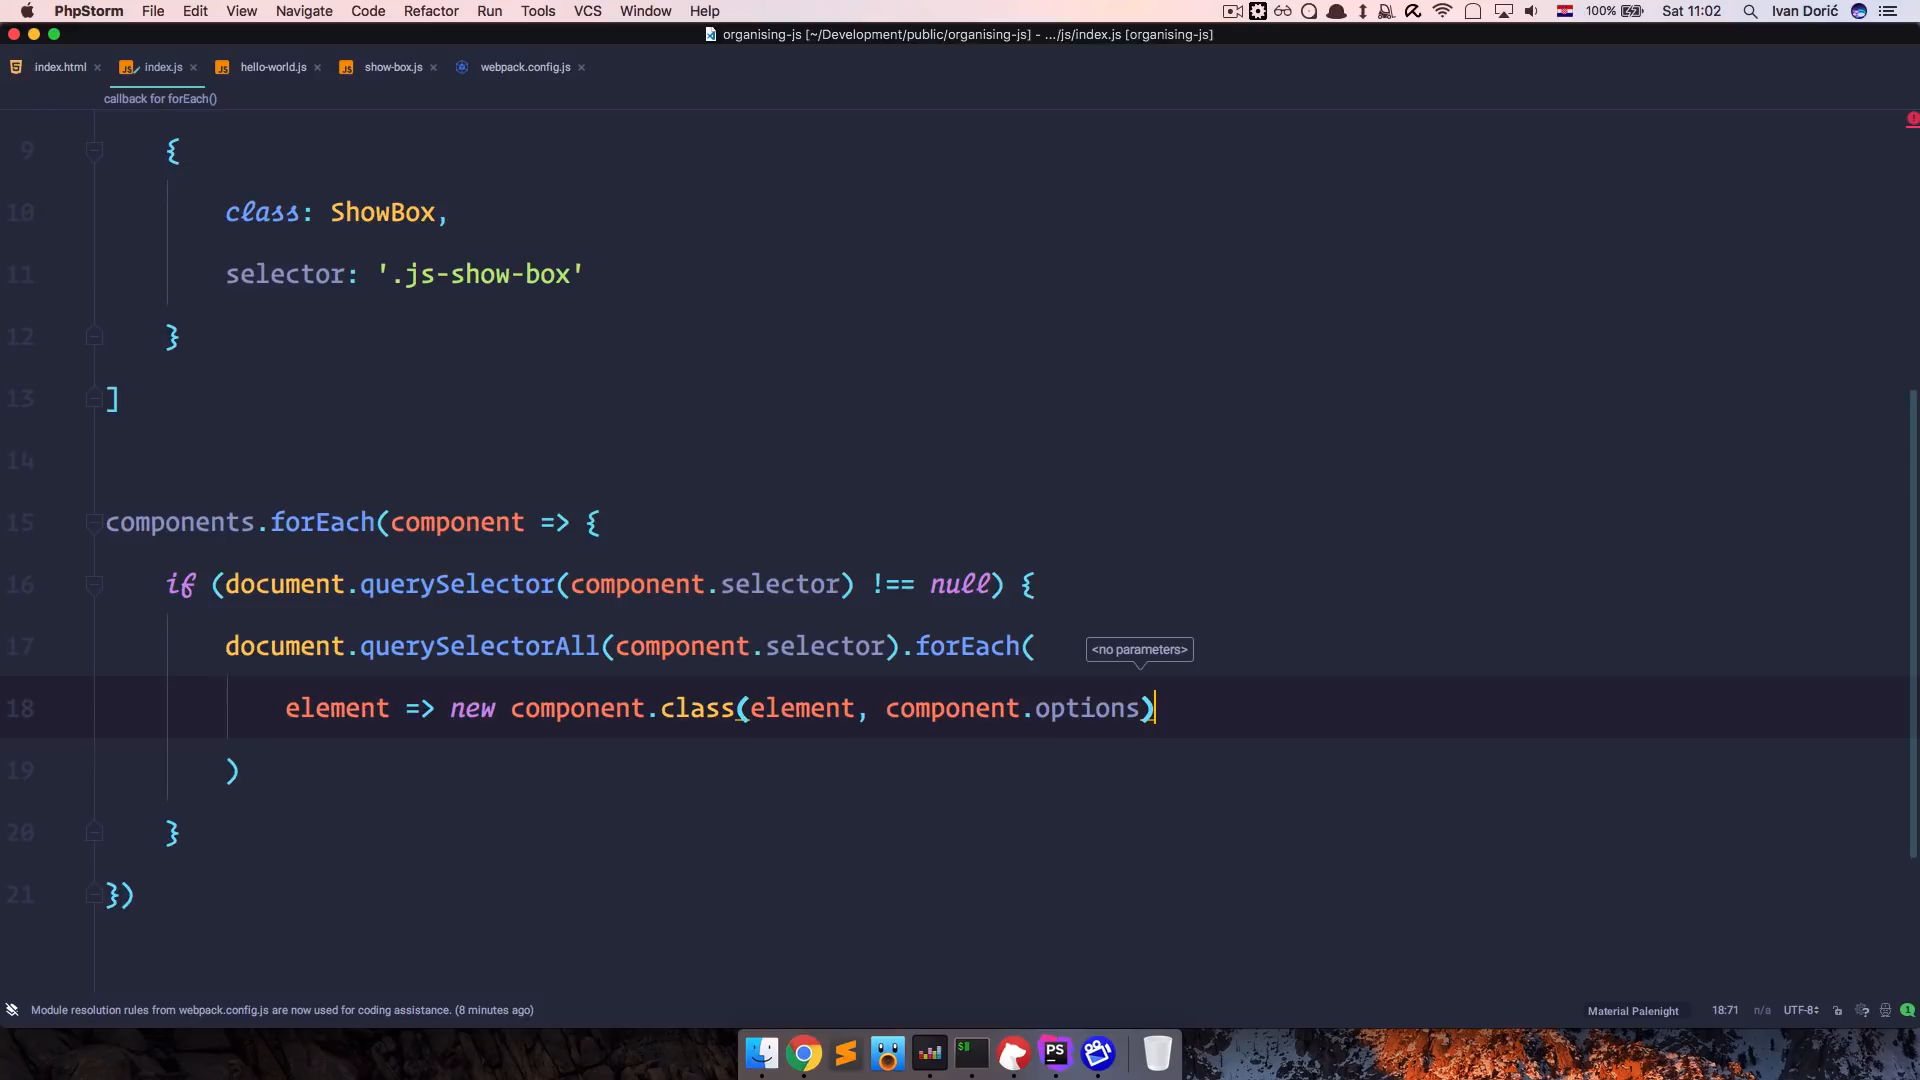 PhpStorm File Edit View Navigate Code Refactor Run Tools VCS Window Help 100% Sat 11:02 Ivan Dorić
organising-js [~/Development/public/organising-js] - .../js/index.js [organising-js]
index.html index.js hello-world.js show-box.js webpack.config.js
callback for forEach()
9 {
10 class: ShowBox,
11 selector: '.js-show-box'
12 }
13 ]
14
15 components.forEach(component => {
16 if (document.querySelector(component.selector) !== null) {
17 document.querySelectorAll(component.selector).forEach(
<no parameters>
18 element => new component.class(element, component.options)
19 )
20 }
21 })
Module resolution rules from webpack.config.js are now used for coding assistance. (8 minutes ago) Material Palenight 18:71 n/a UTF-8 1
$ PS